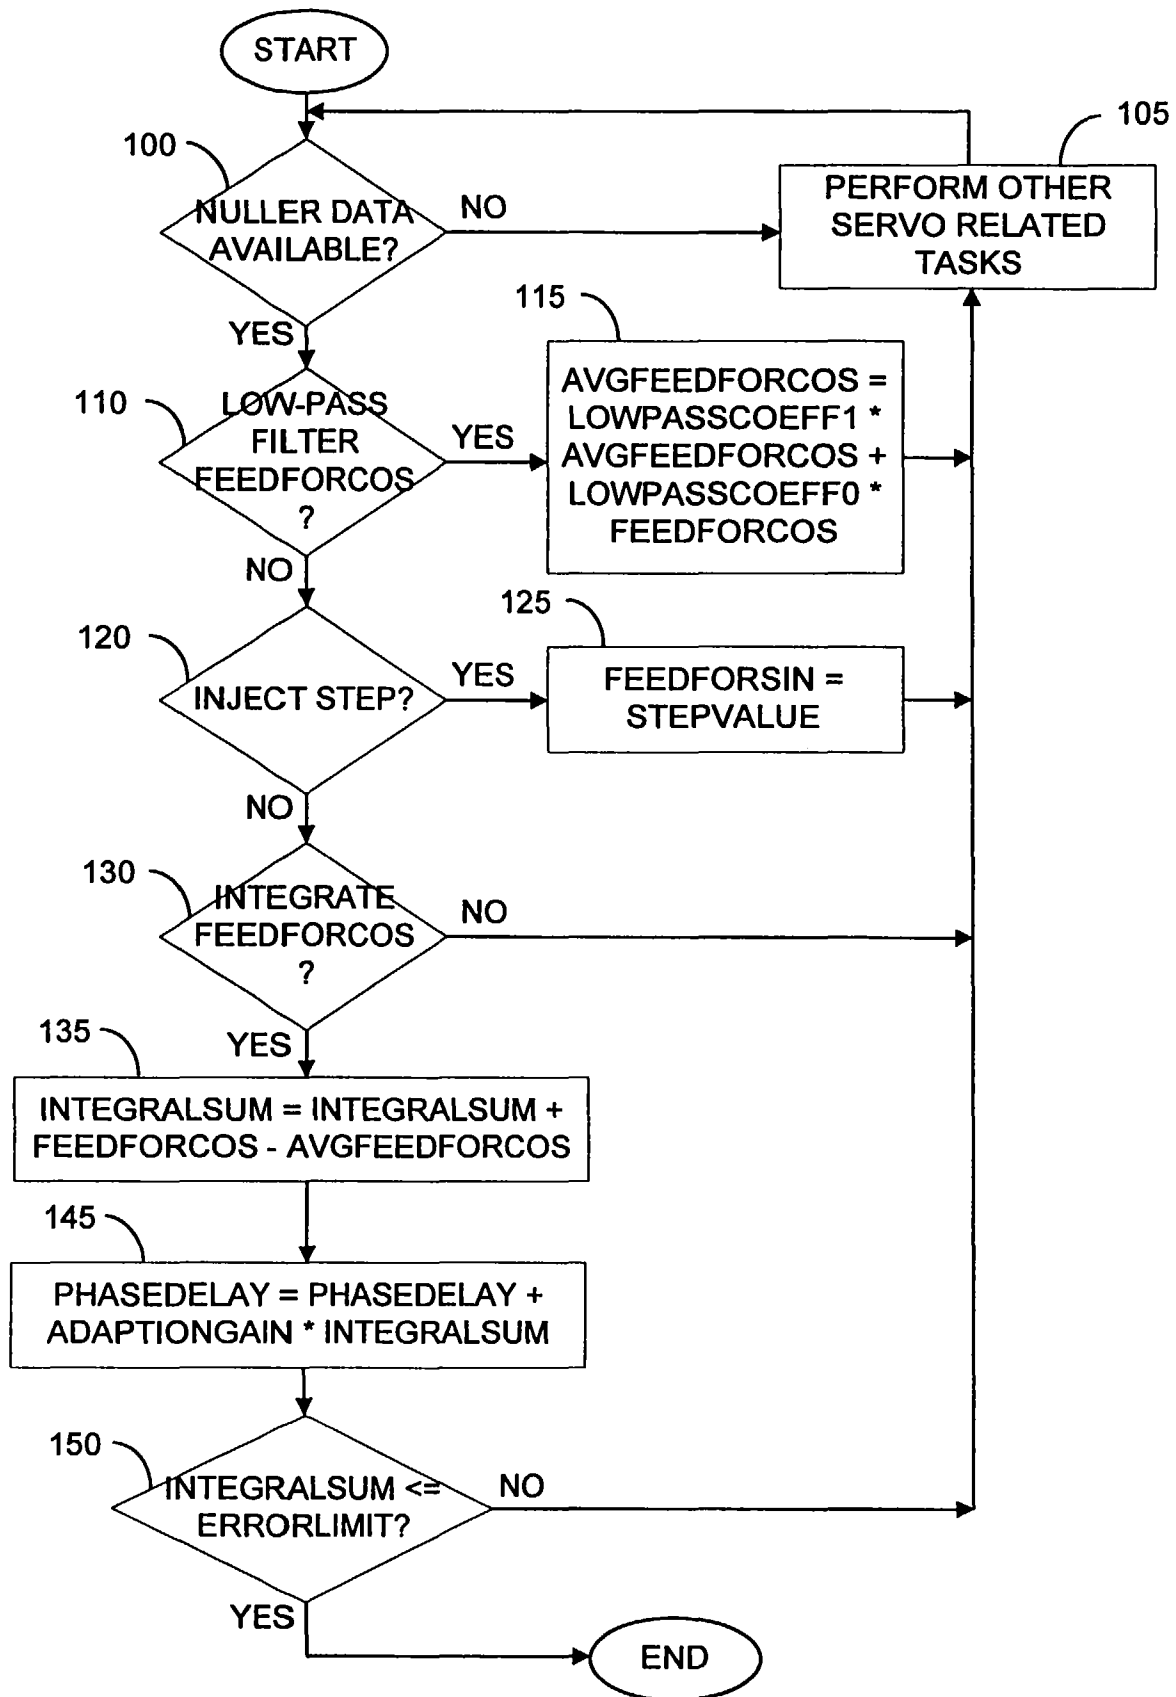 START
105
100
PERFORM OTHER
SERVO RELATED
TASKS
NULLER DATA
AVAILABLE?
NO
YES
115
110
LOW-PASS
FILTER
FEEDFORCOS
?
YES
AVGFEEDFORCOS =
LOWPASSCOEFF1 *
AVGFEEDFORCOS +
LOWPASSCOEFF0 *
FEEDFORCOS
NO
125
120
INJECT STEP?
YES
FEEDFORSIN =
STEPVALUE
NO
130
INTEGRATE
FEEDFORCOS
?
NO
YES
135
INTEGRALSUM = INTEGRALSUM +
FEEDFORCOS - AVGFEEDFORCOS
145
PHASEDELAY = PHASEDELAY +
ADAPTIONGAIN * INTEGRALSUM
150
INTEGRALSUM <=
ERRORLIMIT?
NO
YES
END